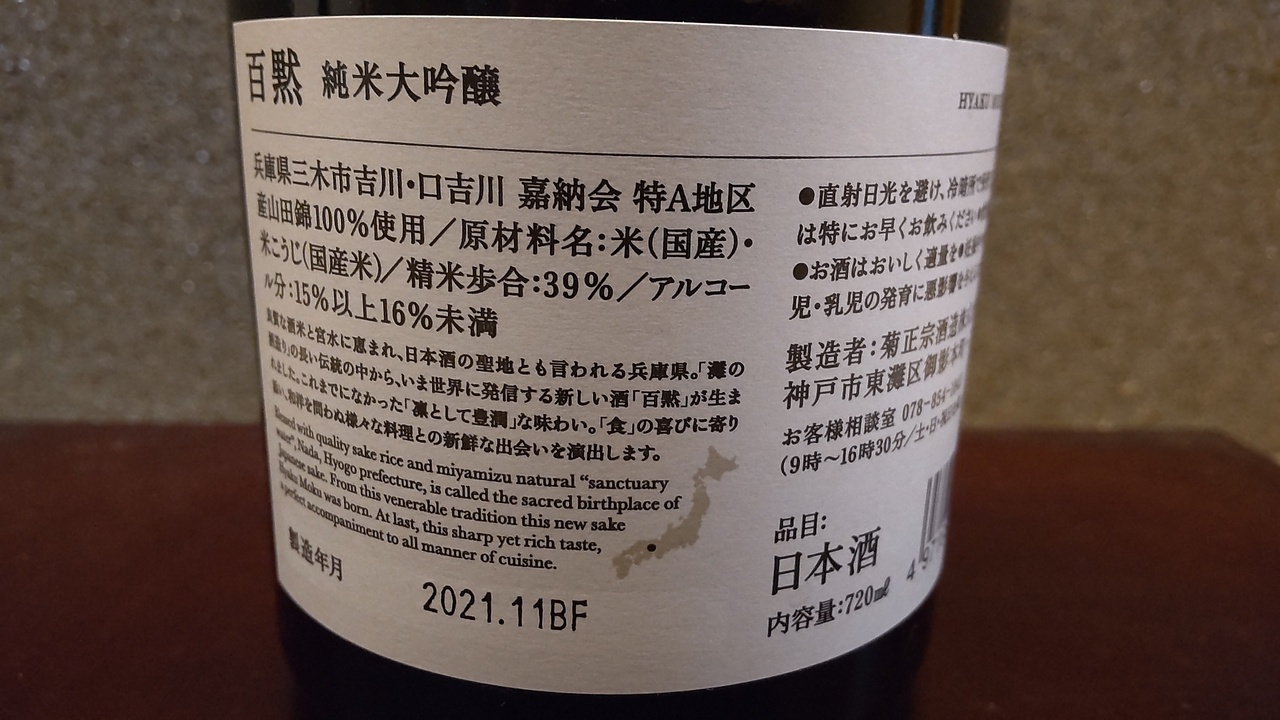 百黙 純米大吟醸
HYAKU
兵庫県三木市吉川・口吉川 嘉納会 特A地区
産山田錦100%使用／原材料名：米(国産)・
米こうじ(国産米)／精米歩合：39%／アルコー
ル分：15%以上16%未満
良質な酒米と宮水に恵まれ、日本酒の聖地とも言われる兵庫県。「灘の
酒造り」の長い伝統の中から、いま世界に発信する新しい酒「百黙」が生ま
れました。これまでになかった「凛として豊潤」な味わい。「食」の喜びに寄り
添い、和洋を問わぬ様々な料理との新鮮な出会いを演出します。
Blessed with quality sake rice and miyamizu natural “sanctuary
water”, Nada, Hyogo prefecture, is called the sacred birthplace of
Japanese sake. From this venerable tradition this new sake
Hyaku Moku was born. At last, this sharp yet rich taste,
a perfect accompaniment to all manner of cuisine.
製造年月
2021.11BF
●直射日光を避け、冷暗所で
は特にお早くお飲みください
●お酒はおいしく適量を
児・乳児の発育に悪影響
製造者：菊正宗酒造株
神戸市東灘区御影本町
お客様相談室 078-854-
(9時～16時30分／土・日・
品目：
日本酒
内容量：720㎖
4 97